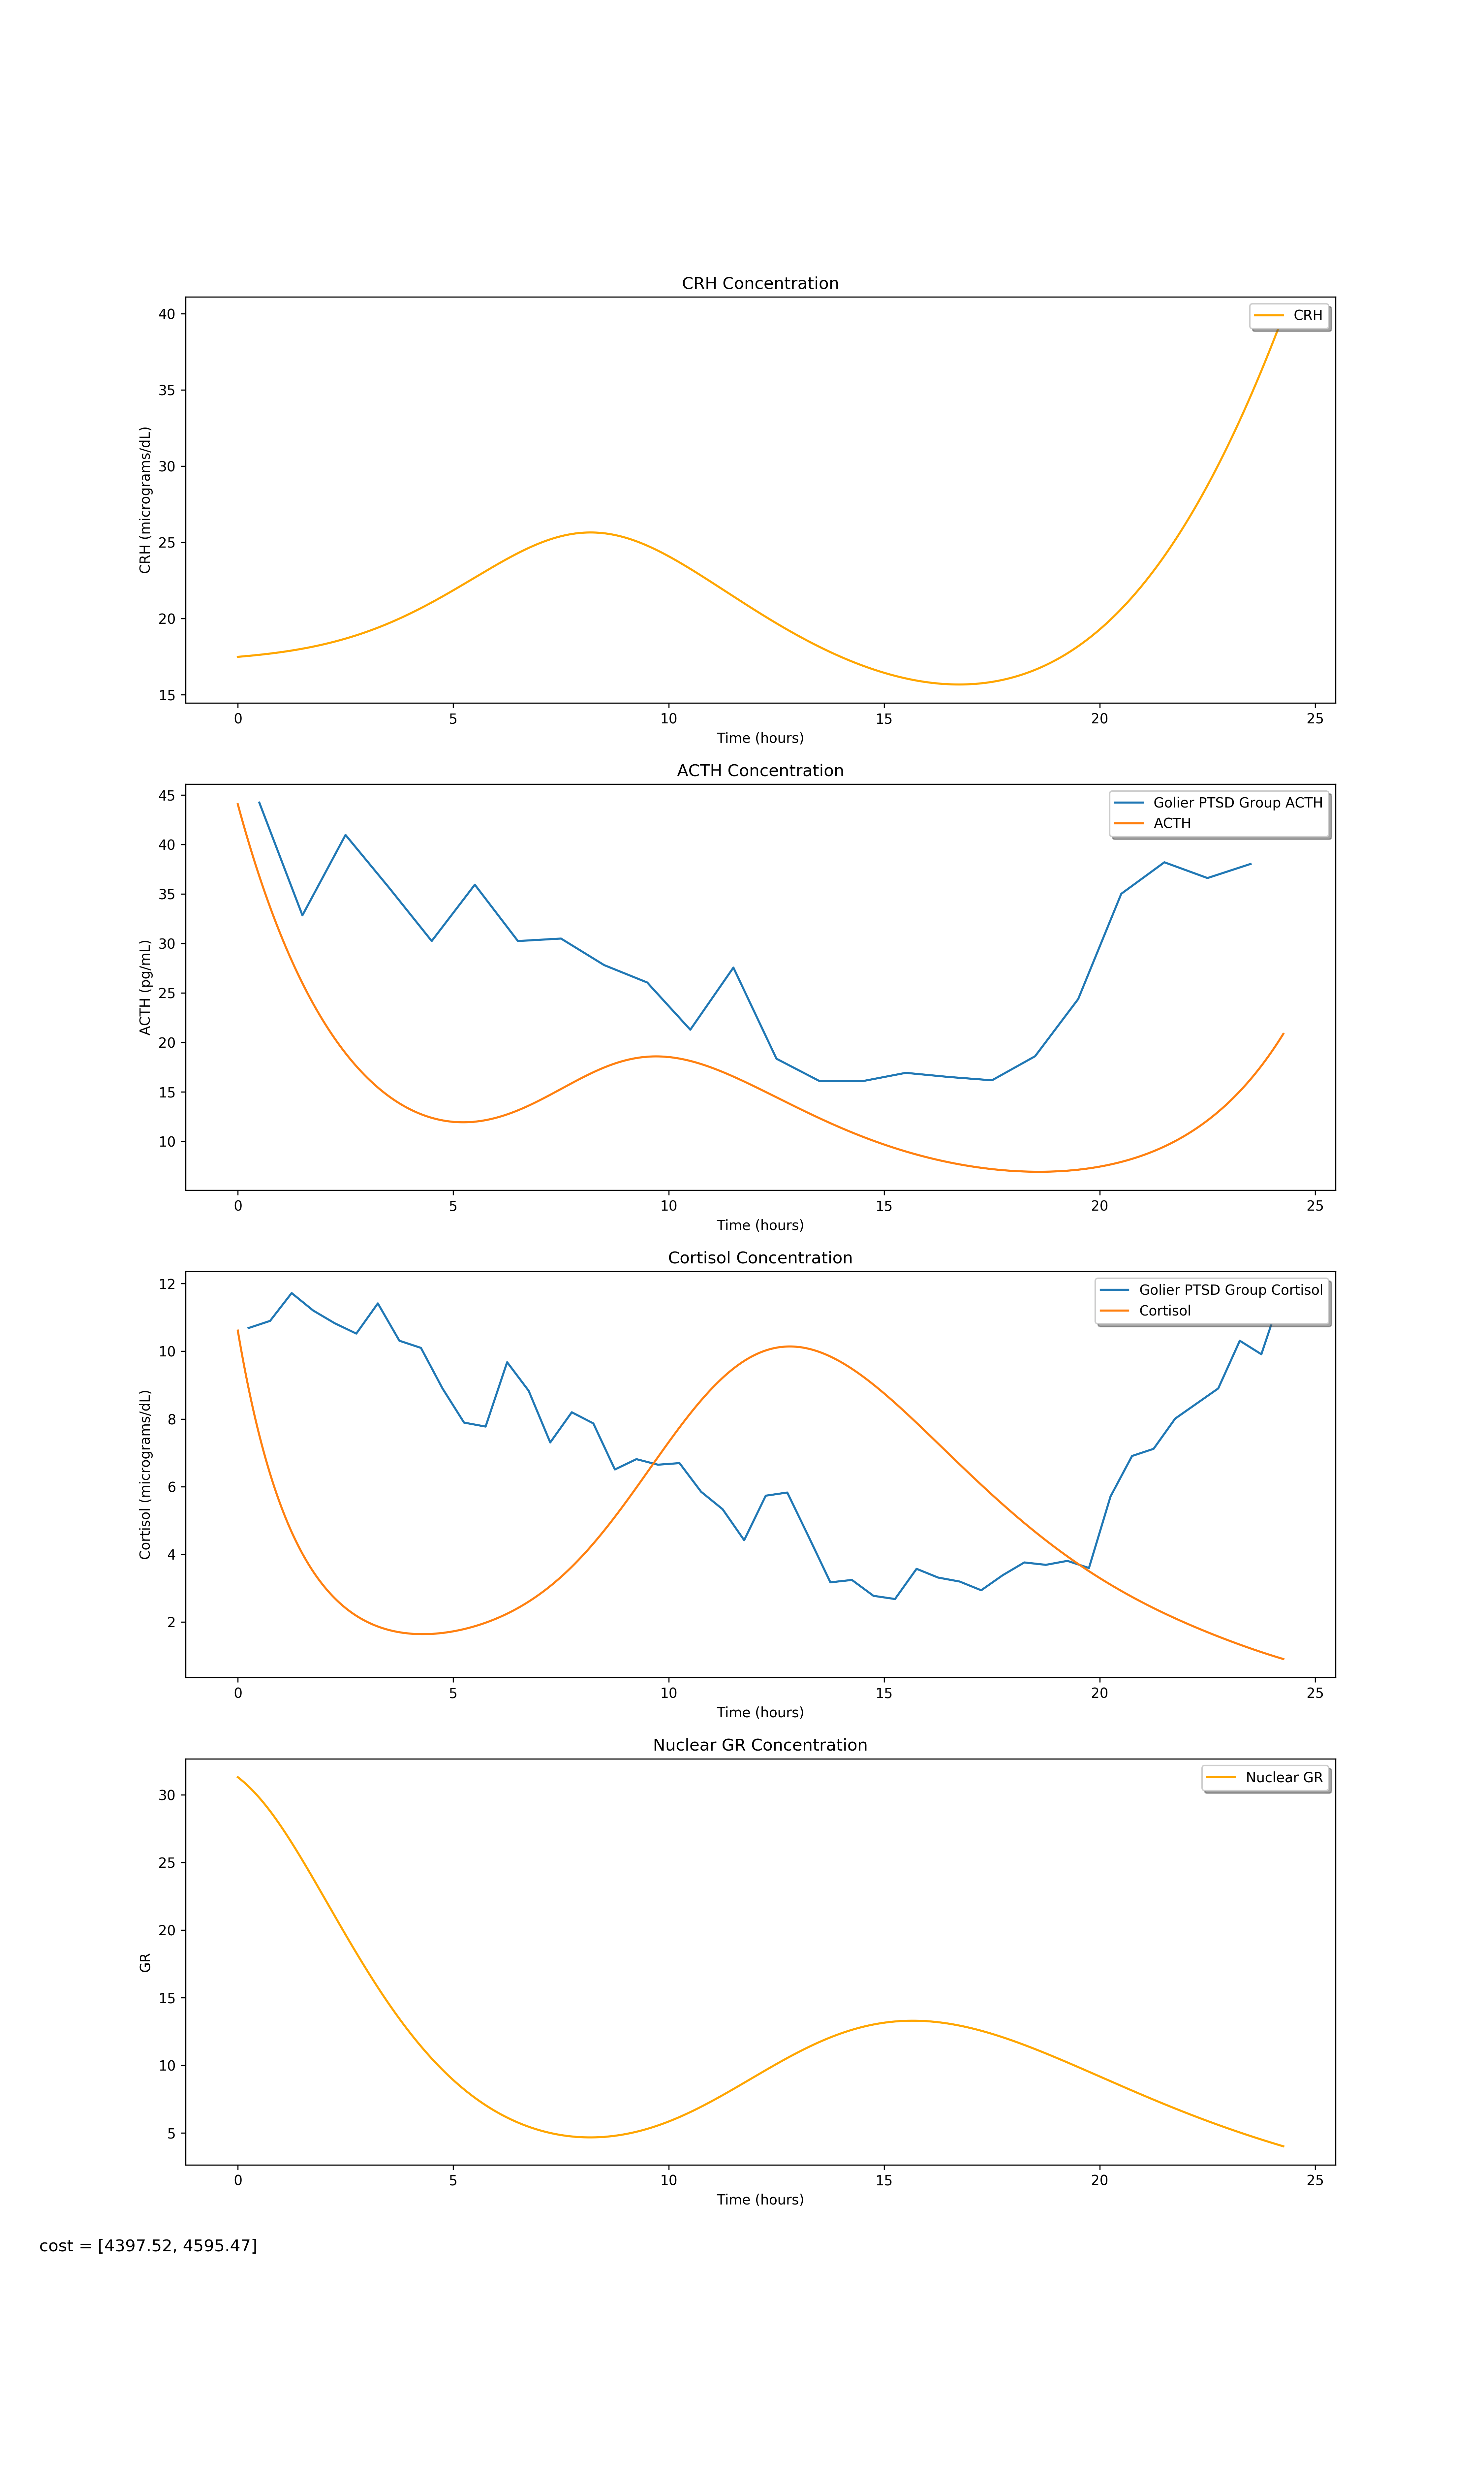 CRH Concentration
CRH
40
35
30
25
20
15
CRH (micrograms/dL)
0 5 10 15 20 25
Time (hours)
ACTH Concentration
Golier PTSD Group ACTH
ACTH
45
40
35
30
25
20
15
10
ACTH (pg/mL)
0 5 10 15 20 25
Time (hours)
Cortisol Concentration
Golier PTSD Group Cortisol
Cortisol
12
10
8
6
4
2
Cortisol (micrograms/dL)
0 5 10 15 20 25
Time (hours)
Nuclear GR Concentration
Nuclear GR
30
25
20
15
10
5
GR
0 5 10 15 20 25
Time (hours)
cost = [4397.52, 4595.47]